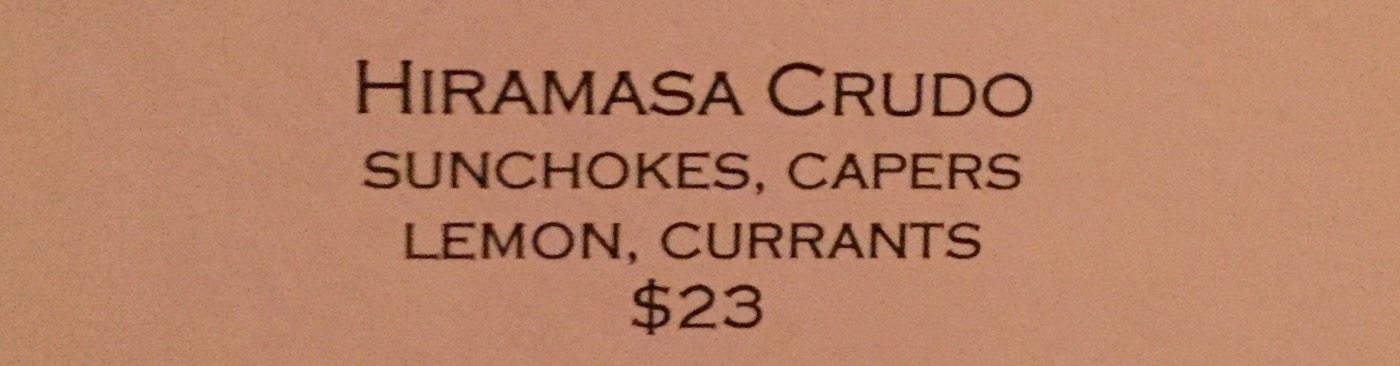 HIRAMASA CRUDO
SUNCHOKES, CAPERS
LEMON, CURRANTS
$23